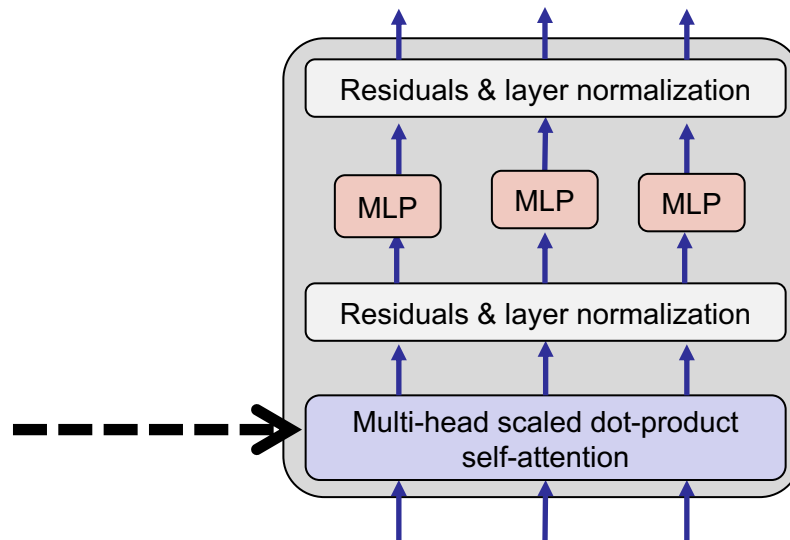 Residuals & layer normalization
MLP
MLP
MLP
Residuals & layer normalization
Multi-head scaled dot-product
self-attention